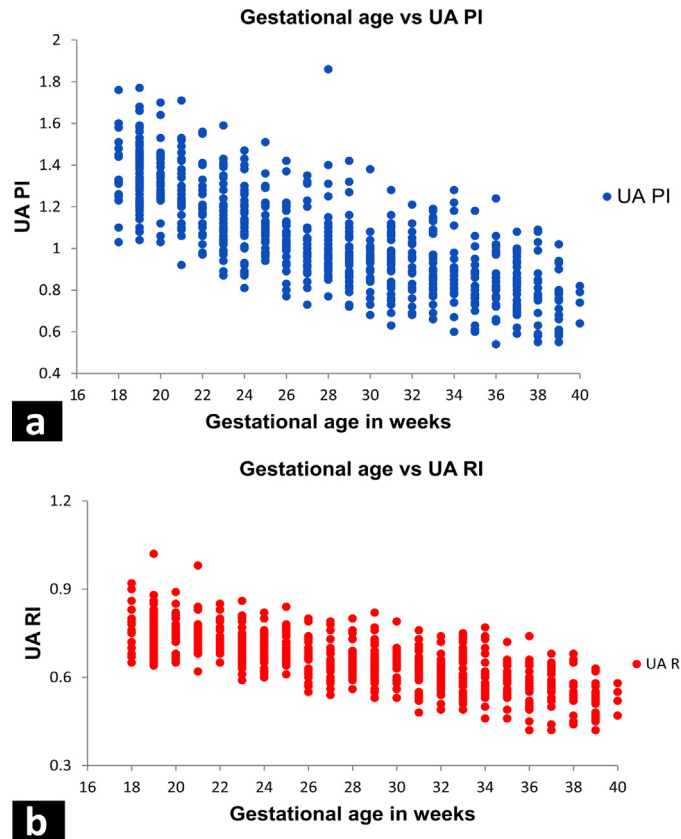 Gestational age vs UA PI
2
1.8
1.6
1.4
1.2
1
0.8
0.6
0.4
UA PI
UA PI
16 18 20 22 24 26 28 30 32 34 36 38 40
Gestational age in weeks
a
Gestational age vs UA RI
1.2
0.9
0.6
0.3
UA RI
UA R
16 18 20 22 24 26 28 30 32 34 36 38 40
Gestational age in weeks
b